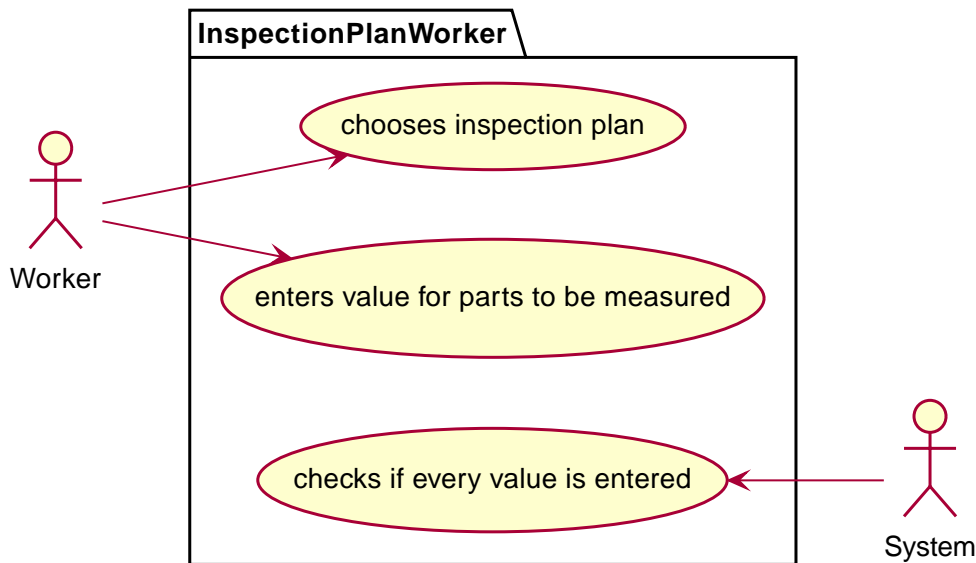 InspectionPlanWorker
chooses inspection plan
Worker
enters value for parts to be measured
checks if every value is entered
System